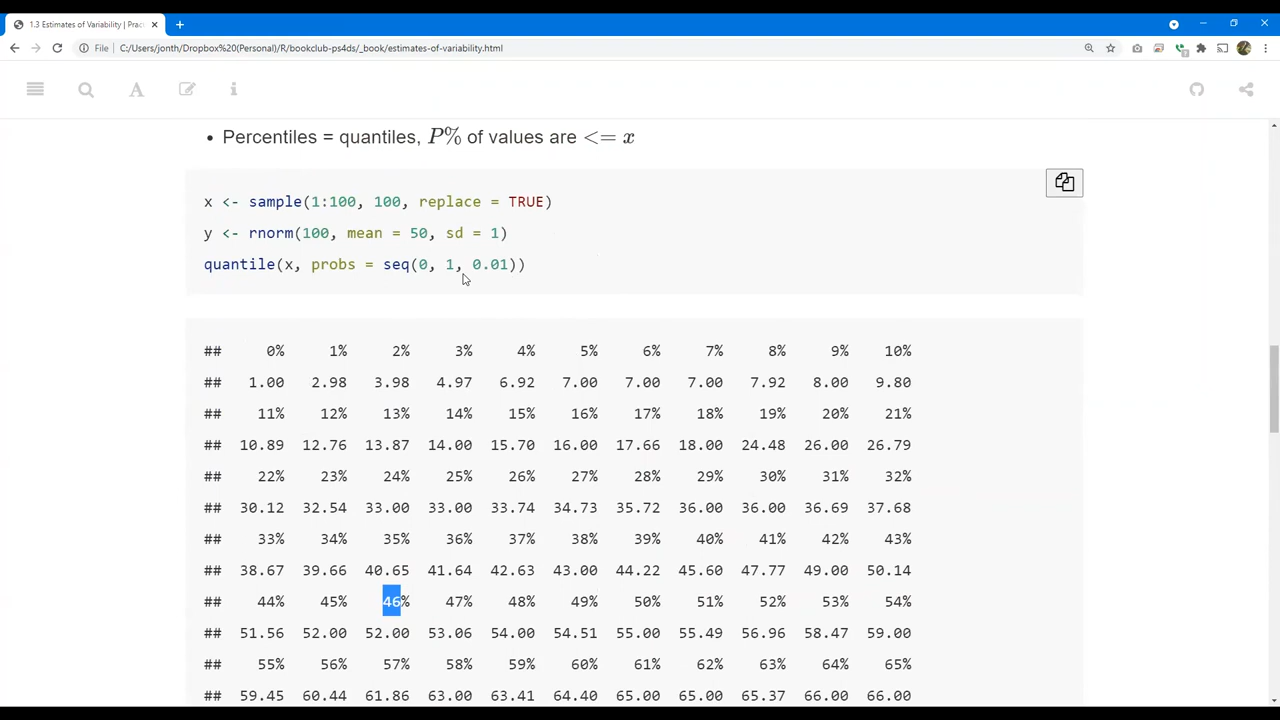 1.3 Estimates of Variability | Prac
File
C:/Users/jonth/Dropbox%20(Personal)/R/bookclub-ps4ds/_book/estimates-of-variability.html
• Percentiles = quantiles, P% of values are <= x
x <- sample(1:100, 100, replace = TRUE)
y <- rnorm(100, mean = 50, sd = 1)
quantile(x, probs = seq(0, 1, 0.01))
## 0% 1% 2% 3% 4% 5% 6% 7% 8% 9% 10%
## 1.00 2.98 3.98 4.97 6.92 7.00 7.00 7.00 7.92 8.00 9.80
## 11% 12% 13% 14% 15% 16% 17% 18% 19% 20% 21%
## 10.89 12.76 13.87 14.00 15.70 16.00 17.66 18.00 24.48 26.00 26.79
## 22% 23% 24% 25% 26% 27% 28% 29% 30% 31% 32%
## 30.12 32.54 33.00 33.00 33.74 34.73 35.72 36.00 36.00 36.69 37.68
## 33% 34% 35% 36% 37% 38% 39% 40% 41% 42% 43%
## 38.67 39.66 40.65 41.64 42.63 43.00 44.22 45.60 47.77 49.00 50.14
## 44% 45% 46% 47% 48% 49% 50% 51% 52% 53% 54%
## 51.56 52.00 52.00 53.06 54.00 54.51 55.00 55.49 56.96 58.47 59.00
## 55% 56% 57% 58% 59% 60% 61% 62% 63% 64% 65%
## 59.45 60.44 61.86 63.00 63.41 64.40 65.00 65.00 65.37 66.00 66.00